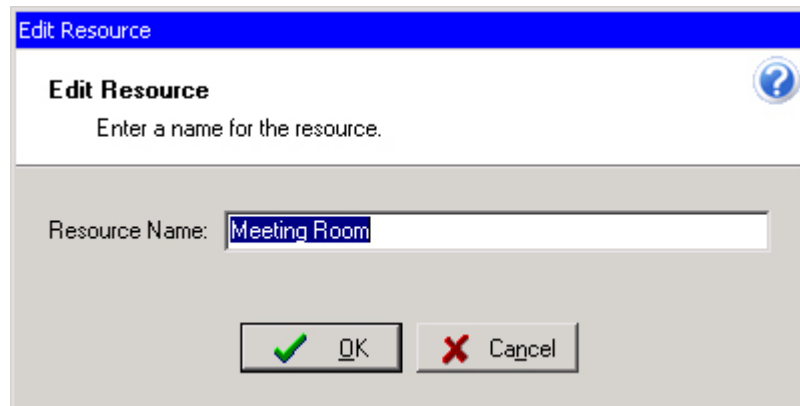 Edit Resource
Edit Resource
Enter a name for the resource.
?
Resource Name: Meeting Room
OK Cancel